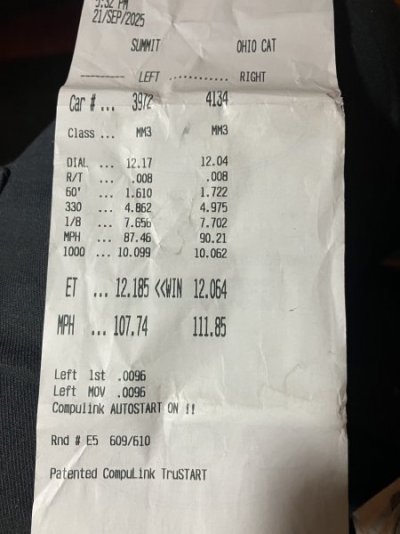 5:32 PM
21/SEP/2025
SUMMIT OHIO CAT
--------- LEFT ........... RIGHT
Car # ... 3972 4134
Class ... MM3 MM3
DIAL ... 12.17 12.04
R/T ... .008 .008
60' ... 1.610 1.722
330 ... 4.862 4.975
1/8 ... 7.656 7.702
MPH ... 87.46 90.21
1000 ... 10.099 10.062
ET ... 12.185 <<WIN 12.064
MPH ... 107.74 111.85
Left 1st .0096
Left MOV .0096
Compulink AUTOSTART ON !!
Rnd # E5 609/610
Patented CompuLink TruSTART